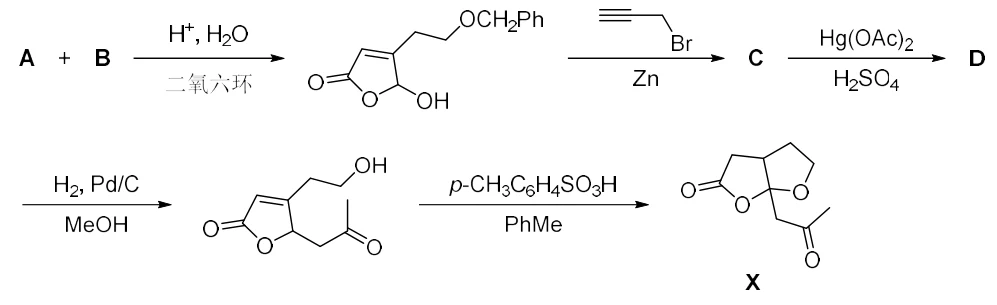 A + B
H⁺, H₂O
二氧六环
O
O
OH
OCH₂Ph
Br
Zn
C
Hg(OAc)₂
H₂SO₄
D
H₂, Pd/C
MeOH
O
O
OH
O
p-CH₃C₆H₄SO₃H
PhMe
O
O
O
O
X